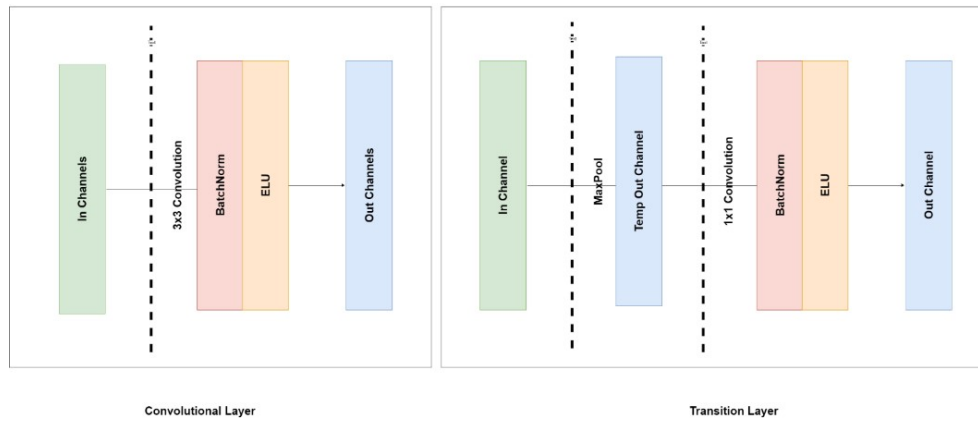 In Channels
3x3 Convolution
BatchNorm
ELU
Out Channels
Convolutional Layer
In Channel
MaxPool
Temp Out Channel
1x1 Convolution
BatchNorm
ELU
Out Channel
Transition Layer